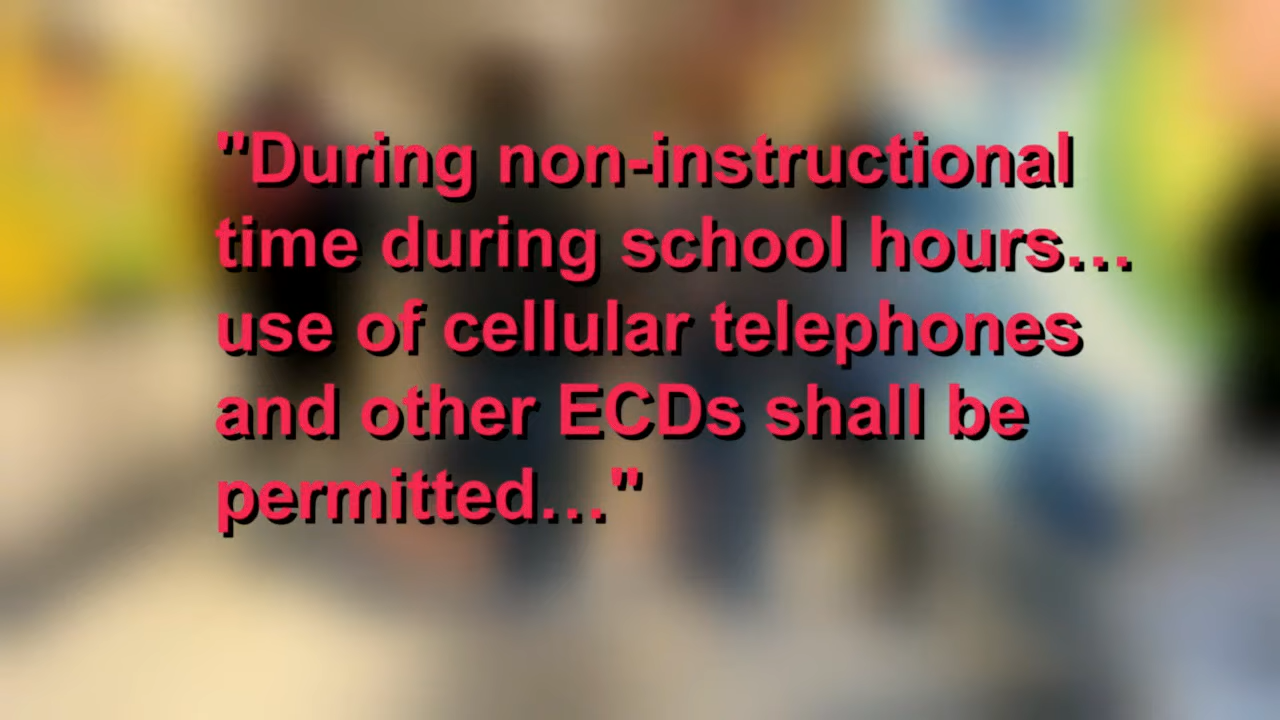 "During non-instructional
time during school hours...
use of cellular telephones
and other ECDs shall be
permitted..."